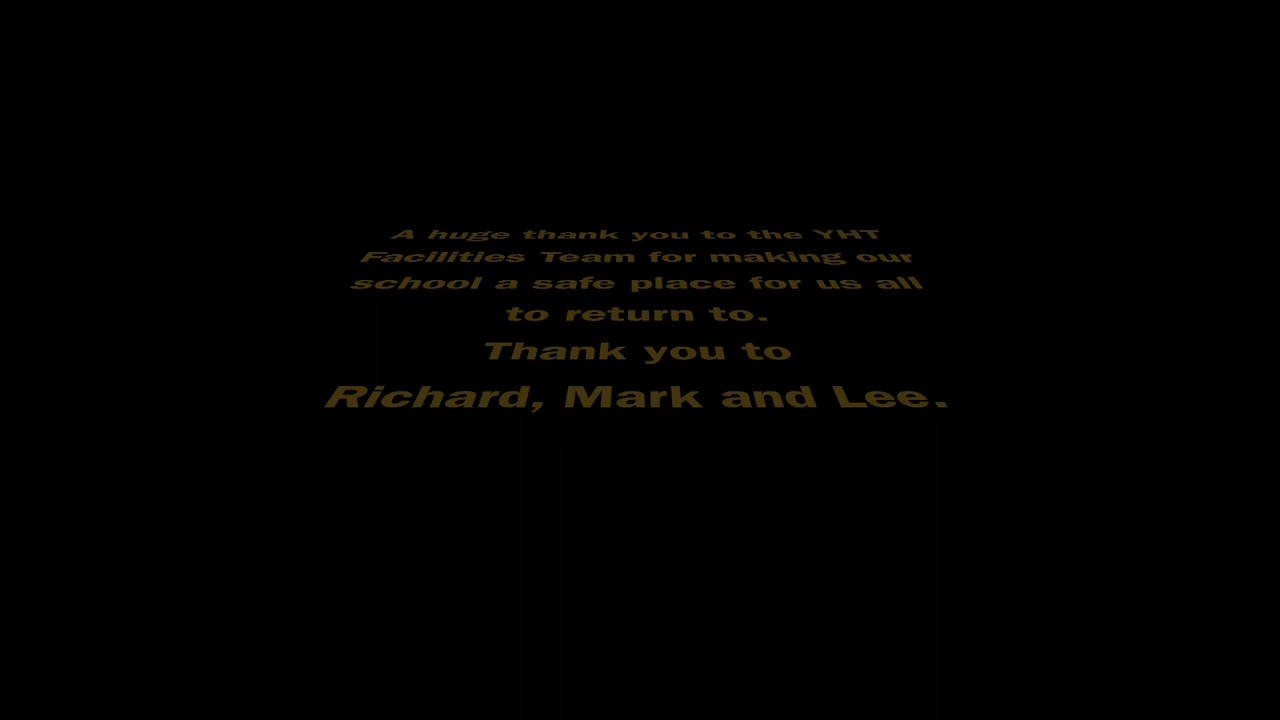 A huge thank you to the YHT
Facilities Team for making our
school a safe place for us all
to return to.
Thank you to
Richard, Mark and Lee.